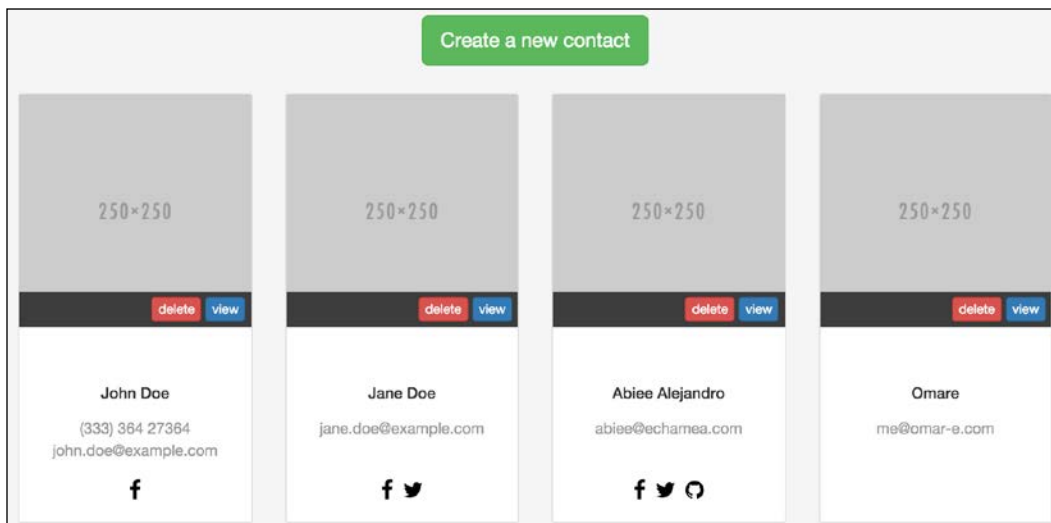 Create a new contact
250×250
250×250
250×250
250×250
delete view
delete view
delete view
delete view
John Doe
(333) 364 27364
john.doe@example.com
Jane Doe
jane.doe@example.com
Abiee Alejandro
abiee@echamea.com
Omare
me@omar-e.com